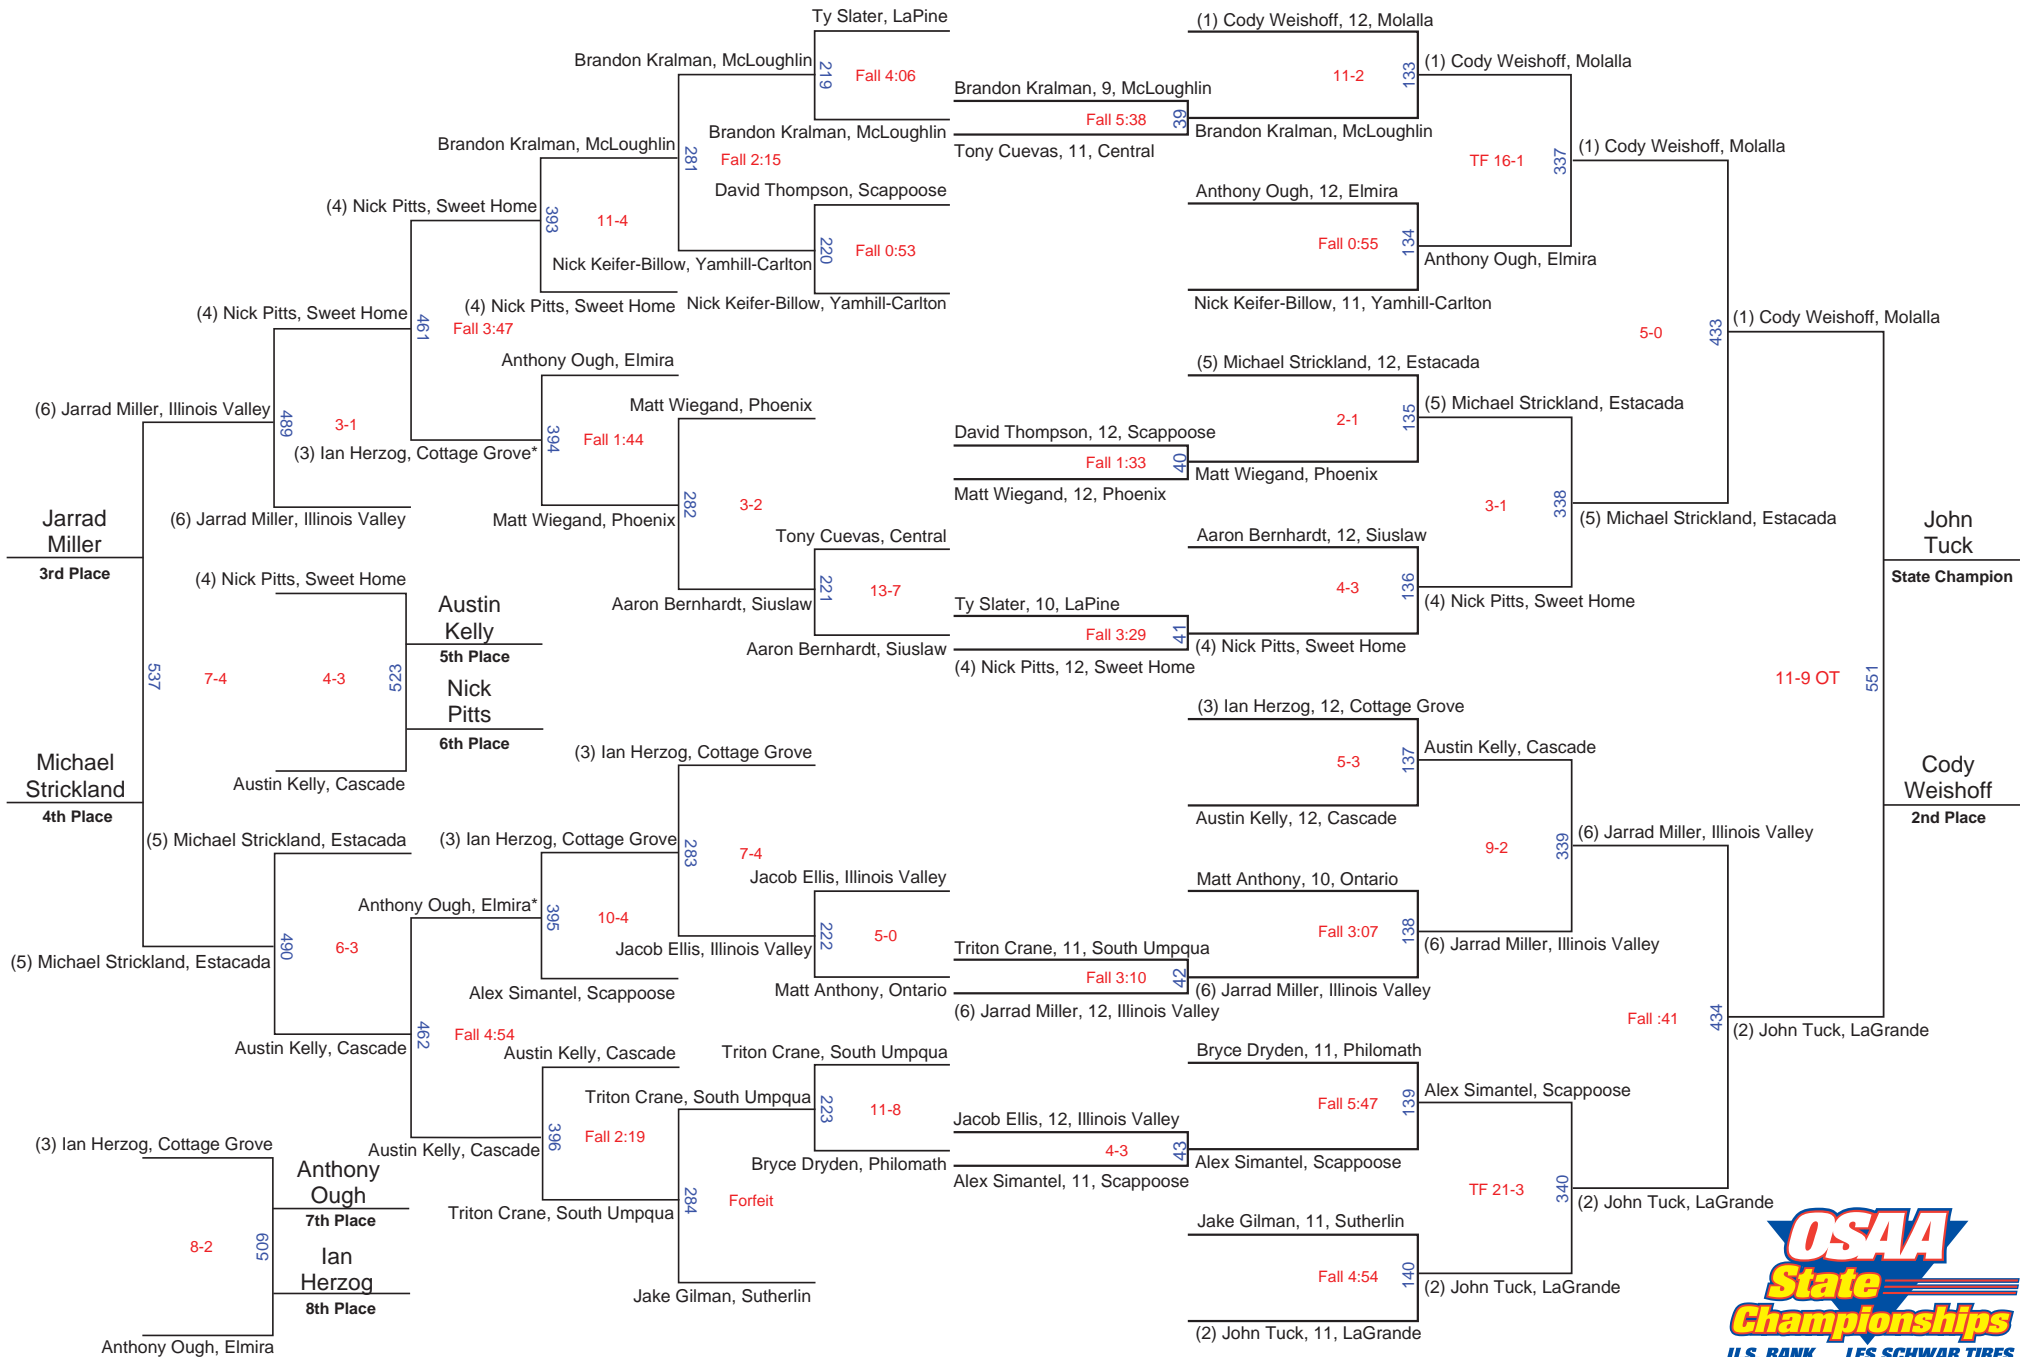 Ty Slater, LaPine
(1) Cody Weishoff, 12, Molalla
Brandon Kralman, McLoughlin
219
Fall 4:06
11-2
133
(1) Cody Weishoff, Molalla
Brandon Kralman, 9, McLoughlin
Fall 5:38
39
Brandon Kralman, McLoughlin
Brandon Kralman, McLoughlin
Tony Cuevas, 11, Central
Brandon Kralman, McLoughlin
281
Fall 2:15
TF 16-1
337
(1) Cody Weishoff, Molalla
David Thompson, Scappoose
Anthony Ough, 12, Elmira
(4) Nick Pitts, Sweet Home
393
11-4
220
Fall 0:53
Fall 0:55
134
Anthony Ough, Elmira
Nick Keifer-Billow, Yamhill-Carlton
(4) Nick Pitts, Sweet Home
Nick Keifer-Billow, Yamhill-Carlton
Nick Keifer-Billow, 11, Yamhill-Carlton
(4) Nick Pitts, Sweet Home
461
Fall 3:47
5-0
433
(1) Cody Weishoff, Molalla
Anthony Ough, Elmira
(5) Michael Strickland, 12, Estacada
(6) Jarrad Miller, Illinois Valley
489
3-1
Matt Wiegand, Phoenix
2-1
135
(5) Michael Strickland, Estacada
(3) Ian Herzog, Cottage Grove*
394
Fall 1:44
David Thompson, 12, Scappoose
Fall 1:33
40
Matt Wiegand, Phoenix
Matt Wiegand, 12, Phoenix
282
3-2
3-1
338
Jarrad
Miller
3rd Place
(6) Jarrad Miller, Illinois Valley
Matt Wiegand, Phoenix
(5) Michael Strickland, Estacada
Tony Cuevas, Central
Aaron Bernhardt, 12, Siuslaw
John
Tuck
State Champion
(4) Nick Pitts, Sweet Home
221
13-7
4-3
136
(4) Nick Pitts, Sweet Home
Austin
Kelly
5th Place
Aaron Bernhardt, Siuslaw
Ty Slater, 10, LaPine
Fall 3:29
41
Aaron Bernhardt, Siuslaw
(4) Nick Pitts, Sweet Home
(4) Nick Pitts, 12, Sweet Home
537
7-4
4-3
523
Nick
Pitts
6th Place
11-9 OT
551
(3) Ian Herzog, 12, Cottage Grove
Michael
Strickland
4th Place
Austin Kelly, Cascade
(3) Ian Herzog, Cottage Grove
5-3
137
Austin Kelly, Cascade
Austin Kelly, 12, Cascade
Cody
Weishoff
2nd Place
(5) Michael Strickland, Estacada
(3) Ian Herzog, Cottage Grove
283
7-4
9-2
339
(6) Jarrad Miller, Illinois Valley
Jacob Ellis, Illinois Valley
Matt Anthony, 10, Ontario
Anthony Ough, Elmira*
395
10-4
222
5-0
Fall 3:07
138
(6) Jarrad Miller, Illinois Valley
(5) Michael Strickland, Estacada
490
6-3
Jacob Ellis, Illinois Valley
Triton Crane, 11, South Umpqua
Fall 3:10
42
Alex Simantel, Scappoose
Matt Anthony, Ontario
(6) Jarrad Miller, Illinois Valley
(6) Jarrad Miller, 12, Illinois Valley
Austin Kelly, Cascade
462
Fall 4:54
Fall :41
434
(2) John Tuck, LaGrande
Austin Kelly, Cascade
Triton Crane, South Umpqua
Bryce Dryden, 11, Philomath
Triton Crane, South Umpqua
223
11-8
Fall 5:47
139
Alex Simantel, Scappoose
(3) Ian Herzog, Cottage Grove
Austin Kelly, Cascade
396
Fall 2:19
Jacob Ellis, 12, Illinois Valley
4-3
43
Bryce Dryden, Philomath
Alex Simantel, Scappoose
Alex Simantel, 11, Scappoose
Anthony
Ough
7th Place
Triton Crane, South Umpqua
284
Forfeit
TF 21-3
340
(2) John Tuck, LaGrande
Jake Gilman, 11, Sutherlin
8-2
509
Ian
Herzog
8th Place
Jake Gilman, Sutherlin
Fall 4:54
140
(2) John Tuck, LaGrande
(2) John Tuck, 11, LaGrande
Anthony Ough, Elmira
OSAA
State
Championships
U.S. BANK LES SCHWAB TIRES